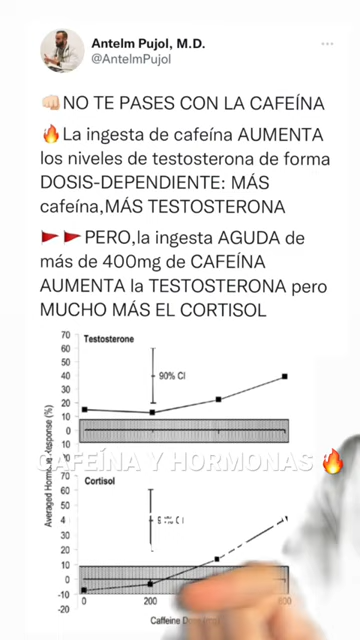 Antelm Pujol, M.D.
@AntelmPujol
👊🏻NO TE PASES CON LA CAFEÍNA
🔥La ingesta de cafeína AUMENTA
los niveles de testosterona de forma
DOSIS-DEPENDIENTE: MÁS
cafeína,MÁS TESTOSTERONA
🚩🚩PERO,la ingesta AGUDA de
más de 400mg de CAFEÍNA
AUMENTA la TESTOSTERONA pero
MUCHO MÁS EL CORTISOL
Testosterone
70
60
50
40
30
20
10
0
10
90% CI
Averaged Hormone Response (%)
CAFEÍNA Y HORMONAS 🔥
Cortisol
70
60
50
40
30
20
10
0
-10
-20
0
200
800
Caffeine